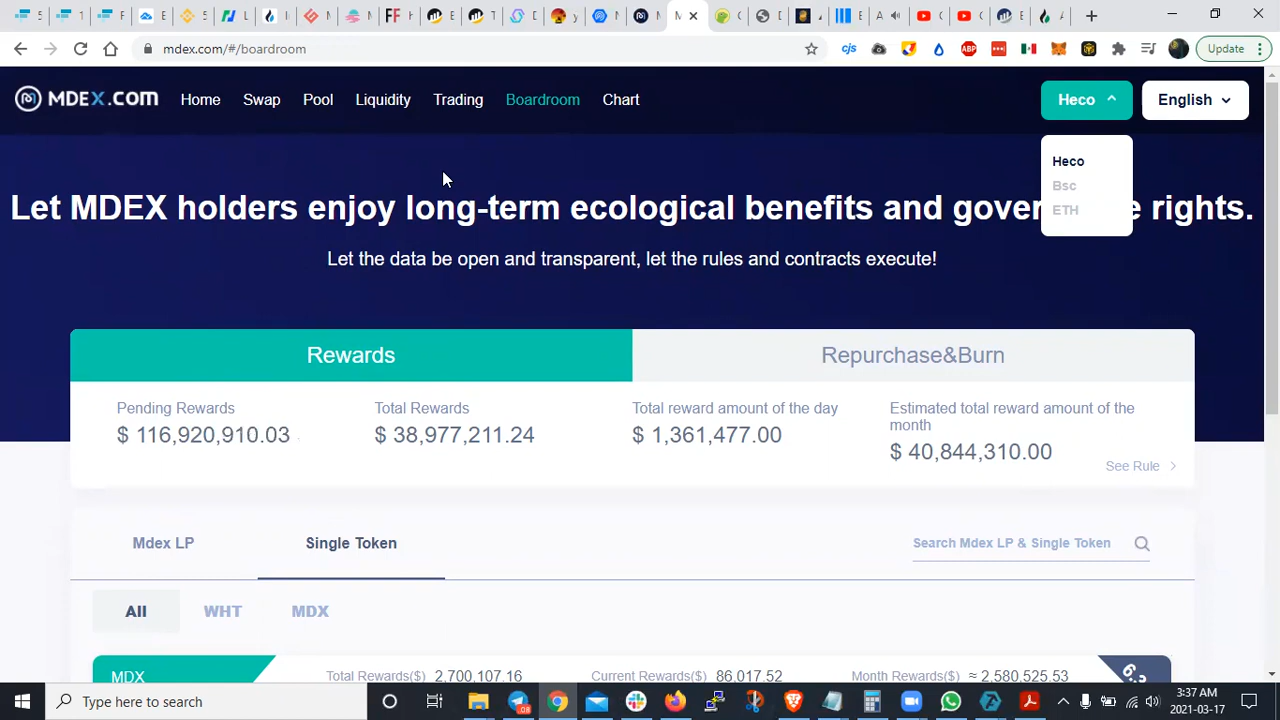 mdex.com/#/boardroom
Update
MDEX.COM
Home
Swap
Pool
Liquidity
Trading
Boardroom
Chart
Heco
English
Heco
Bsc
ETH
Let MDEX holders enjoy long-term ecological benefits and gover e rights.
Let the data be open and transparent, let the rules and contracts execute!
Rewards
Repurchase&Burn
Pending Rewards
$ 116,920,910.03
Total Rewards
$ 38,977,211.24
Total reward amount of the day
$ 1,361,477.00
Estimated total reward amount of the
month
$ 40,844,310.00
See Rule
Mdex LP
Single Token
Search Mdex LP & Single Token
All
WHT
MDX
MDX
Total Rewards($) 2,700,107.16
Current Rewards($) 86,017.52
Month Rewards($) ≈ 2,580,525.53
Type here to search
3:37 AM
2021-03-17